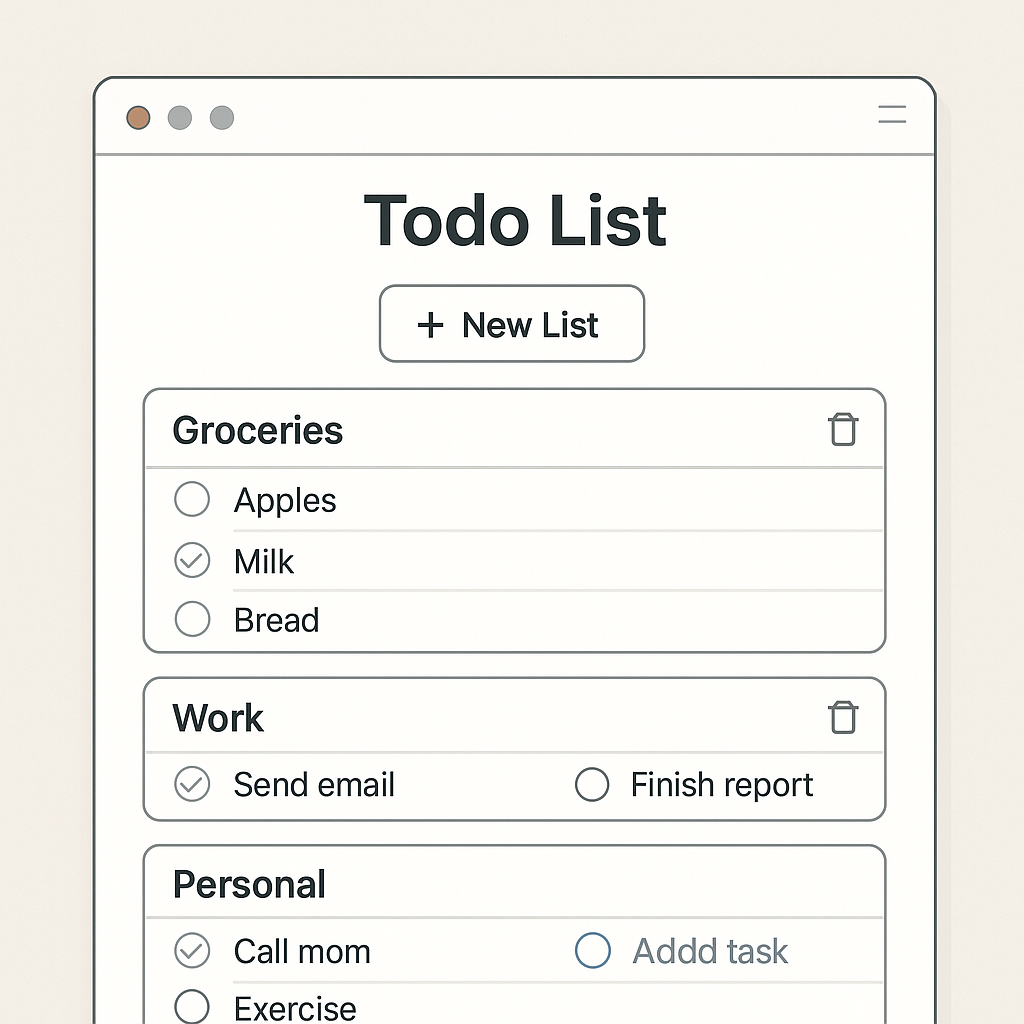 Todo List
+ New List
Groceries
Apples
Milk
Bread
Work
Send email
Finish report
Personal
Call mom
Addd task
Exercise